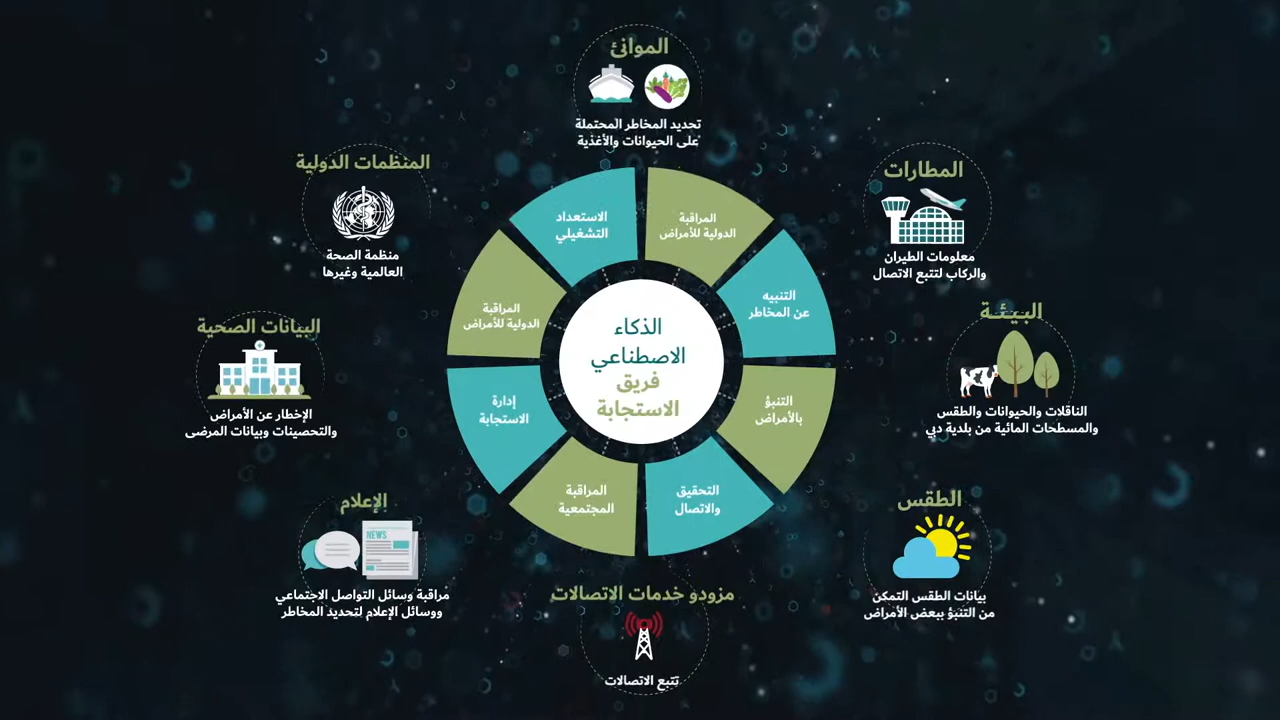 الموانئ
تحديد المخاطر المحتملة
على الحيوانات والأغذية
المطارات
معلومات الطيران
والركاب لتتبع الاتصال
البيئة
الناقلات والحيوانات والطقس
والمسطحات المائية من بلدية دبي
الطقس
بيانات الطقس التمكن
من التنبؤ ببعض الأمراض
مزودو خدمات الاتصالات
تتبع الاتصالات
الإعلام
NEWS
مراقبة وسائل التواصل الإجتماعي
ووسائل الإعلام لتحديد المخاطر
البيانات الصحية
الإخطار عن الأمراض
والتحصينات وبيانات المرضى
المنظمات الدولية
منظمة الصحة
العالمية وغيرها
المراقبة
الدولية للأمراض
التنبيه
عن المخاطر
التنبؤ
بالأمراض
التحقيق
والاتصال
المراقبة
المجتمعية
إدارة
الاستجابة
المراقبة
الدولية للأمراض
الاستعداد
التشغيلي
الذكاء
الاصطناعي
فريق
الاستجابة